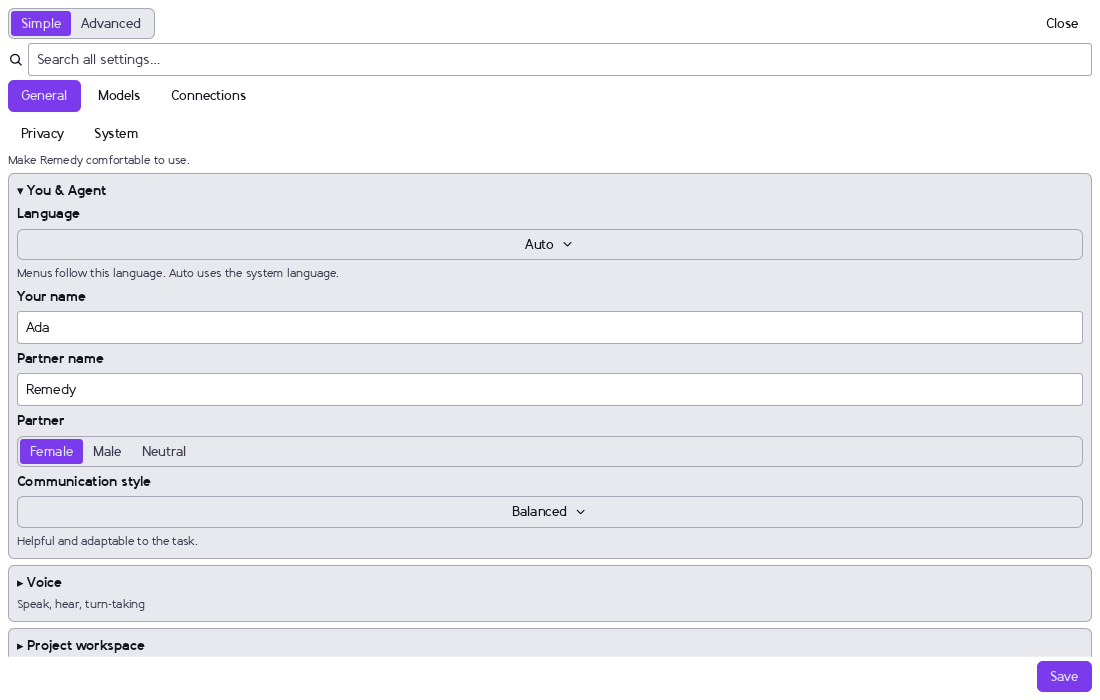 Simple Advanced Close
Search all settings...
General Models Connections
Privacy System
Make Remedy comfortable to use.
▾ You & Agent
Language
Auto
Menus follow this language. Auto uses the system language.
Your name
Ada
Partner name
Remedy
Partner
Female Male Neutral
Communication style
Balanced
Helpful and adaptable to the task.
▸ Voice
Speak, hear, turn-taking
▸ Project workspace
Save